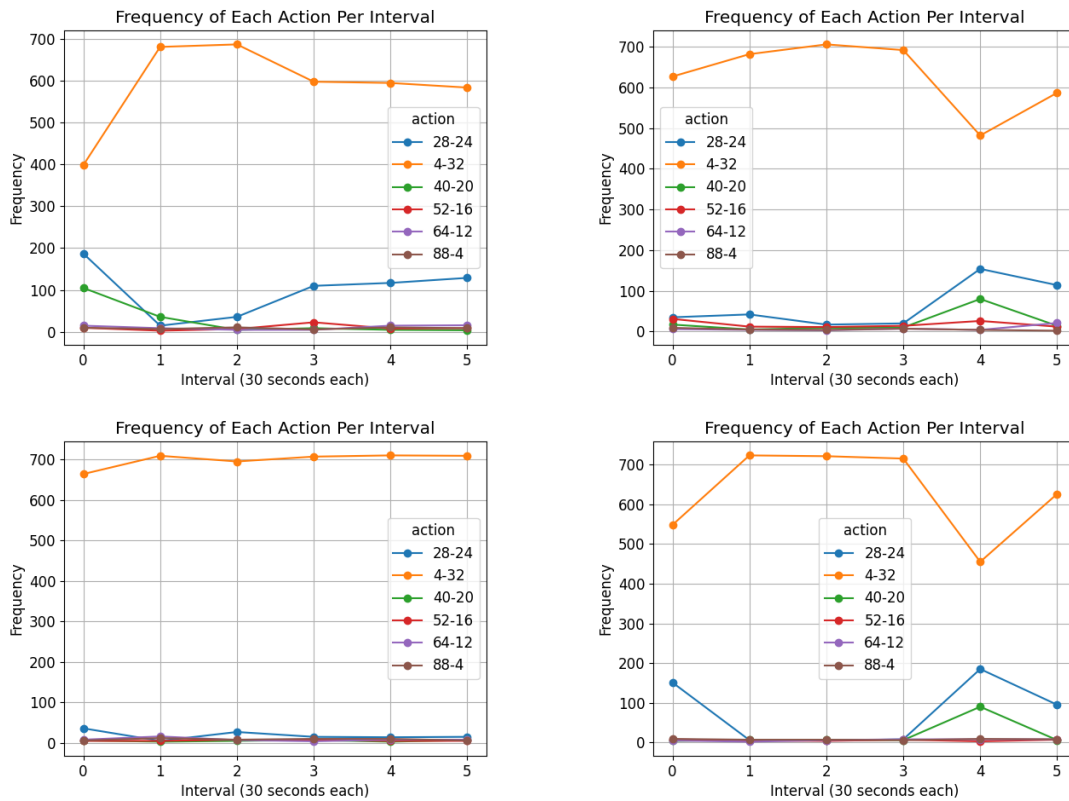 Frequency of Each Action Per Interval
700
600
500
400
300
200
100
0
Frequency
action
28-24
4-32
40-20
52-16
64-12
88-4
0 1 2 3 4 5
Interval (30 seconds each)
Frequency of Each Action Per Interval
700
600
500
400
300
200
100
0
Frequency
action
28-24
4-32
40-20
52-16
64-12
88-4
0 1 2 3 4 5
Interval (30 seconds each)
Frequency of Each Action Per Interval
700
600
500
400
300
200
100
0
Frequency
action
28-24
4-32
40-20
52-16
64-12
88-4
0 1 2 3 4 5
Interval (30 seconds each)
Frequency of Each Action Per Interval
700
600
500
400
300
200
100
0
Frequency
action
28-24
4-32
40-20
52-16
64-12
88-4
0 1 2 3 4 5
Interval (30 seconds each)